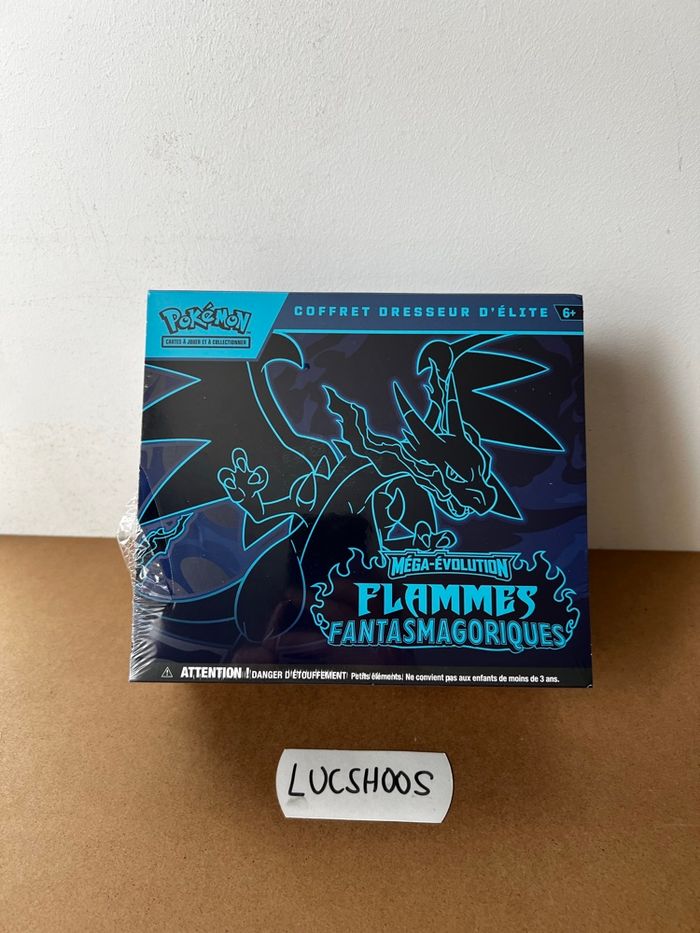 Pokémon
CARTES À JOUER ET À COLLECTIONNER
COFFRET DRESSEUR D'ÉLITE
6+
MÉGA-ÉVOLUTION
FLAMMES
FANTASMAGORIQUES
ATTENTION ! DANGER D'ÉTOUFFEMENT Petits éléments. Ne convient pas aux enfants de moins de 3 ans.
LUCSHOOS